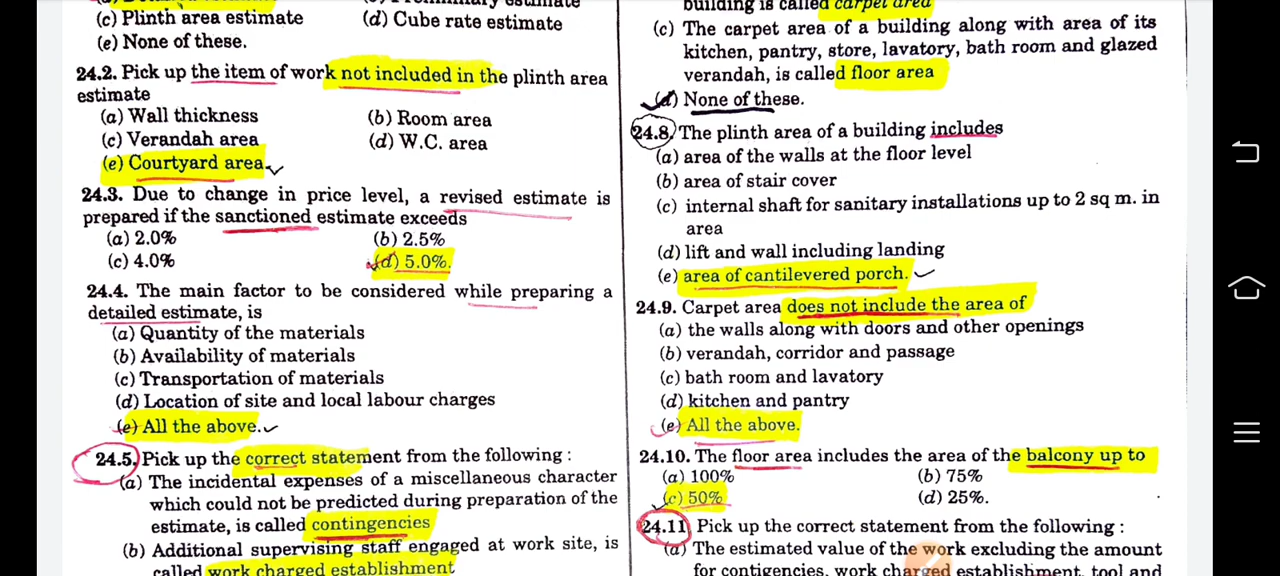 (c) Plinth area estimate
(d) Cube rate estimate
(e) None of these.
24.2. Pick up the item of work not included in the plinth area
estimate
(a) Wall thickness
(b) Room area
(c) Verandah area
(d) W.C. area
(e) Courtyard area.
24.3. Due to change in price level, a revised estimate is
prepared if the sanctioned estimate exceeds
(a) 2.0%
(b) 2.5%
(c) 4.0%
(d) 5.0%.
24.4. The main factor to be considered while preparing a
detailed estimate, is
(a) Quantity of the materials
(b) Availability of materials
(c) Transportation of materials
(d) Location of site and local labour charges
(e) All the above.
24.5. Pick up the correct statement from the following :
(a) The incidental expenses of a miscellaneous character
which could not be predicted during preparation of the
estimate, is called contingencies
(b) Additional supervising staff engaged at work site, is
called work charged establishment
building is called carpet area
(c) The carpet area of a building along with area of its
kitchen, pantry, store, lavatory, bath room and glazed
verandah, is called floor area
(d) None of these.
24.8. The plinth area of a building includes
(a) area of the walls at the floor level
(b) area of stair cover
(c) internal shaft for sanitary installations up to 2 sq m. in
area
(d) lift and wall including landing
(e) area of cantilevered porch.
24.9. Carpet area does not include the area of
(a) the walls along with doors and other openings
(b) verandah, corridor and passage
(c) bath room and lavatory
(d) kitchen and pantry
(e) All the above.
24.10. The floor area includes the area of the balcony up to
(a) 100%
(b) 75%
(c) 50%
(d) 25%.
24.11 Pick up the correct statement from the following :
(a) The estimated value of the work excluding the amount
for contigencies, work charged establishment, tool and